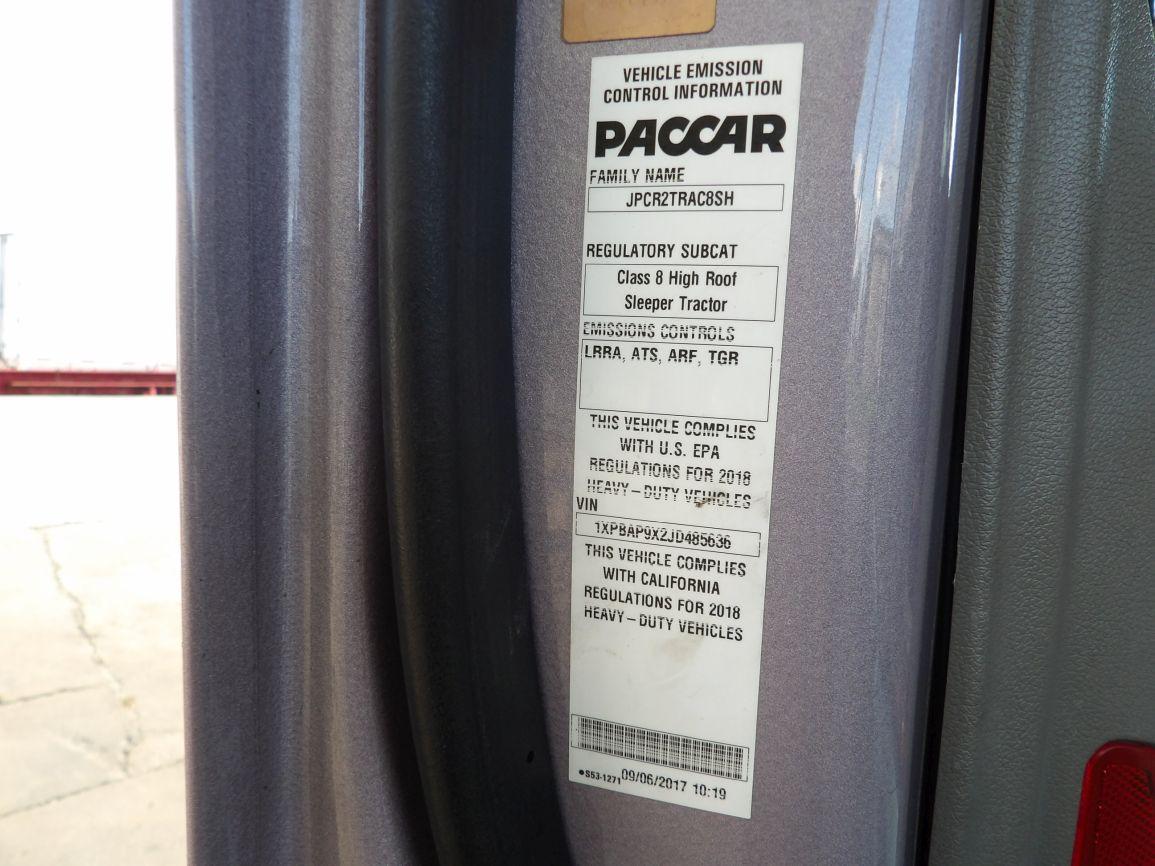 VEHICLE EMISSION
CONTROL INFORMATION
PACCAR
FAMILY NAME
JPCR2TRAC8SH
REGULATORY SUBCAT
Class 8 High Roof
Sleeper Tractor
EMISSIONS CONTROLS
LRRA, ATS, ARF, TGR
THIS VEHICLE COMPLIES
WITH U.S. EPA
REGULATIONS FOR 2018
HEAVY-DUTY VEHICLES
VIN
1XPBAP9X2JD485636
THIS VEHICLE COMPLIES
WITH CALIFORNIA
REGULATIONS FOR 2018
HEAVY-DUTY VEHICLES
•S53-1271 09/06/2017 10:19